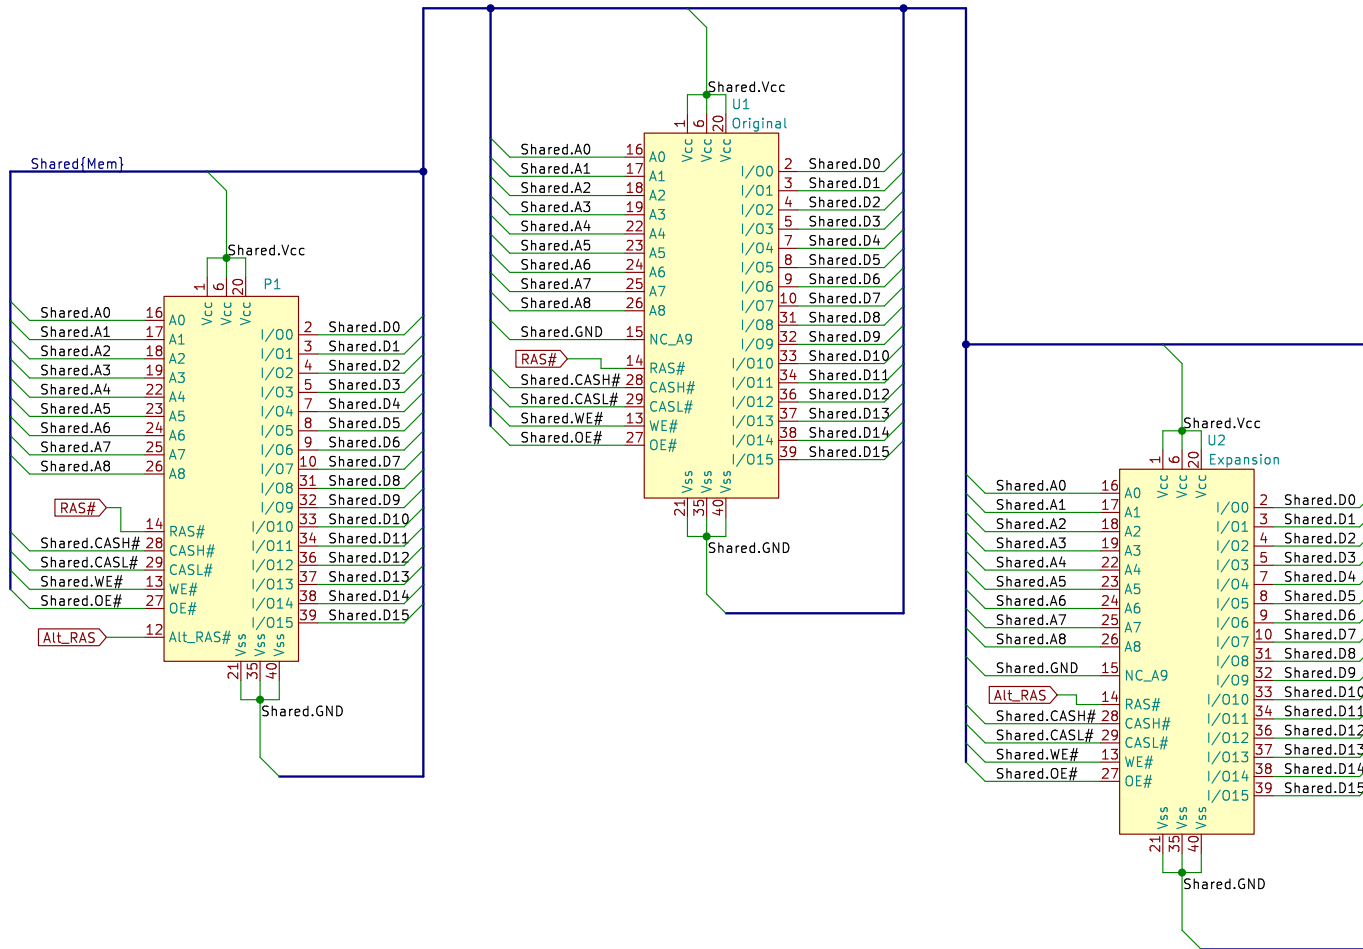 Shared{Mem}
Shared.Vcc
P1
1 6 20
Vcc Vcc Vcc
Shared.A0 16 A0
Shared.A1 17 A1
Shared.A2 18 A2
Shared.A3 19 A3
Shared.A4 22 A4
Shared.A5 23 A5
Shared.A6 24 A6
Shared.A7 25 A7
Shared.A8 26 A8
RAS# 14 RAS#
Shared.CASH# 28 CASH#
Shared.CASL# 29 CASL#
Shared.WE# 13 WE#
Shared.OE# 27 OE#
Alt_RAS 12 Alt_RAS#
I/O0 2 Shared.D0
I/O1 3 Shared.D1
I/O2 4 Shared.D2
I/O3 5 Shared.D3
I/O4 7 Shared.D4
I/O5 8 Shared.D5
I/O6 9 Shared.D6
I/O7 10 Shared.D7
I/O8 31 Shared.D8
I/O9 32 Shared.D9
I/O10 33 Shared.D10
I/O11 34 Shared.D11
I/O12 36 Shared.D12
I/O13 37 Shared.D13
I/O14 38 Shared.D14
I/O15 39 Shared.D15
Vss Vss Vss
21 35 40
Shared.GND
Shared.Vcc
U1
Original
1 6 20
Vcc Vcc Vcc
Shared.A0 16 A0
Shared.A1 17 A1
Shared.A2 18 A2
Shared.A3 19 A3
Shared.A4 22 A4
Shared.A5 23 A5
Shared.A6 24 A6
Shared.A7 25 A7
Shared.A8 26 A8
Shared.GND 15 NC_A9
RAS# 14 RAS#
Shared.CASH# 28 CASH#
Shared.CASL# 29 CASL#
Shared.WE# 13 WE#
Shared.OE# 27 OE#
I/O0 2 Shared.D0
I/O1 3 Shared.D1
I/O2 4 Shared.D2
I/O3 5 Shared.D3
I/O4 7 Shared.D4
I/O5 8 Shared.D5
I/O6 9 Shared.D6
I/O7 10 Shared.D7
I/O8 31 Shared.D8
I/O9 32 Shared.D9
I/O10 33 Shared.D10
I/O11 34 Shared.D11
I/O12 36 Shared.D12
I/O13 37 Shared.D13
I/O14 38 Shared.D14
I/O15 39 Shared.D15
Vss Vss Vss
21 35 40
Shared.GND
Shared.Vcc
U2
Expansion
1 6 20
Vcc Vcc Vcc
Shared.A0 16 A0
Shared.A1 17 A1
Shared.A2 18 A2
Shared.A3 19 A3
Shared.A4 22 A4
Shared.A5 23 A5
Shared.A6 24 A6
Shared.A7 25 A7
Shared.A8 26 A8
Shared.GND 15 NC_A9
Alt_RAS 14 RAS#
Shared.CASH# 28 CASH#
Shared.CASL# 29 CASL#
Shared.WE# 13 WE#
Shared.OE# 27 OE#
I/O0 2 Shared.D0
I/O1 3 Shared.D1
I/O2 4 Shared.D2
I/O3 5 Shared.D3
I/O4 7 Shared.D4
I/O5 8 Shared.D5
I/O6 9 Shared.D6
I/O7 10 Shared.D7
I/O8 31 Shared.D8
I/O9 32 Shared.D9
I/O10 33 Shared.D10
I/O11 34 Shared.D11
I/O12 36 Shared.D12
I/O13 37 Shared.D13
I/O14 38 Shared.D14
I/O15 39 Shared.D15
Vss Vss Vss
21 35 40
Shared.GND